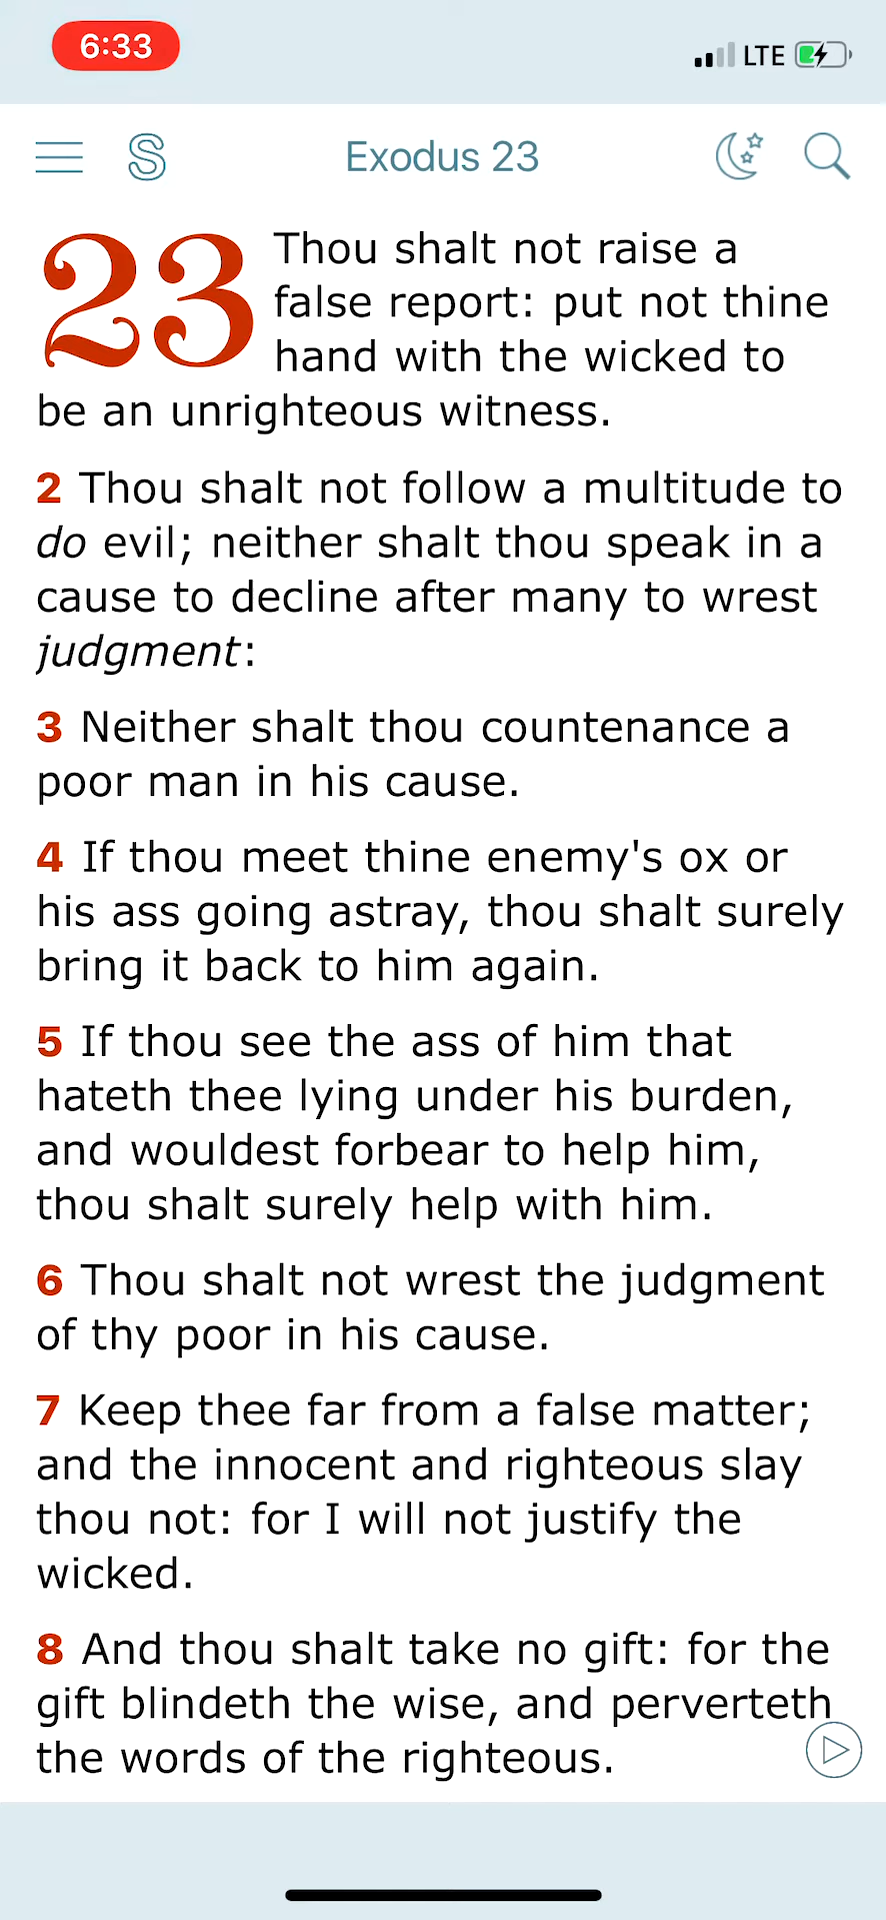 6:33
LTE
S
Exodus 23
23 Thou shalt not raise a
false report: put not thine
hand with the wicked to
be an unrighteous witness.
2 Thou shalt not follow a multitude to
do evil; neither shalt thou speak in a
cause to decline after many to wrest
judgment:
3 Neither shalt thou countenance a
poor man in his cause.
4 If thou meet thine enemy's ox or
his ass going astray, thou shalt surely
bring it back to him again.
5 If thou see the ass of him that
hateth thee lying under his burden,
and wouldest forbear to help him,
thou shalt surely help with him.
6 Thou shalt not wrest the judgment
of thy poor in his cause.
7 Keep thee far from a false matter;
and the innocent and righteous slay
thou not: for I will not justify the
wicked.
8 And thou shalt take no gift: for the
gift blindeth the wise, and perverteth
the words of the righteous.